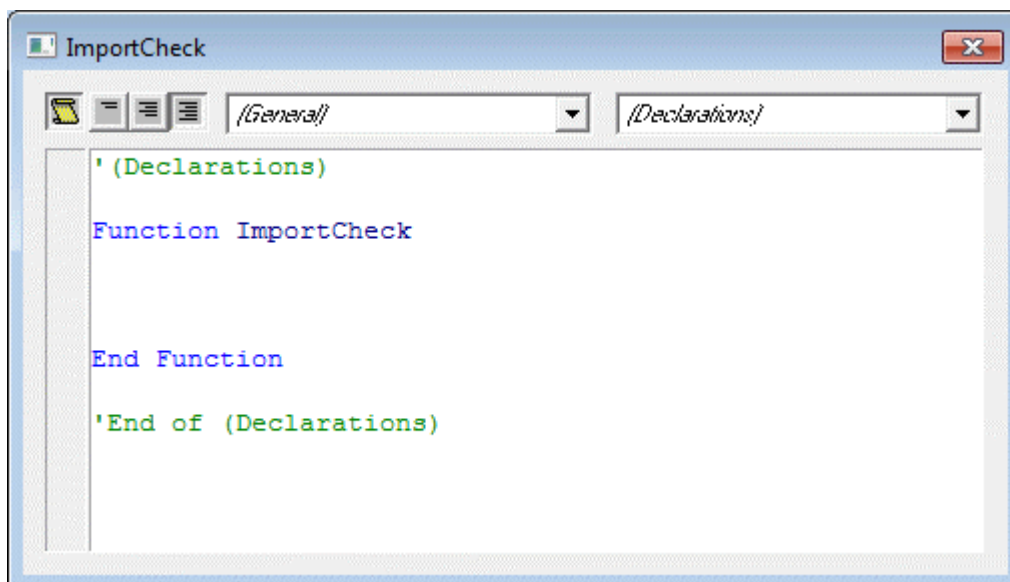 ImportCheck
(General) (Declarations)
'(Declarations)
Function ImportCheck
End Function
'End of (Declarations)